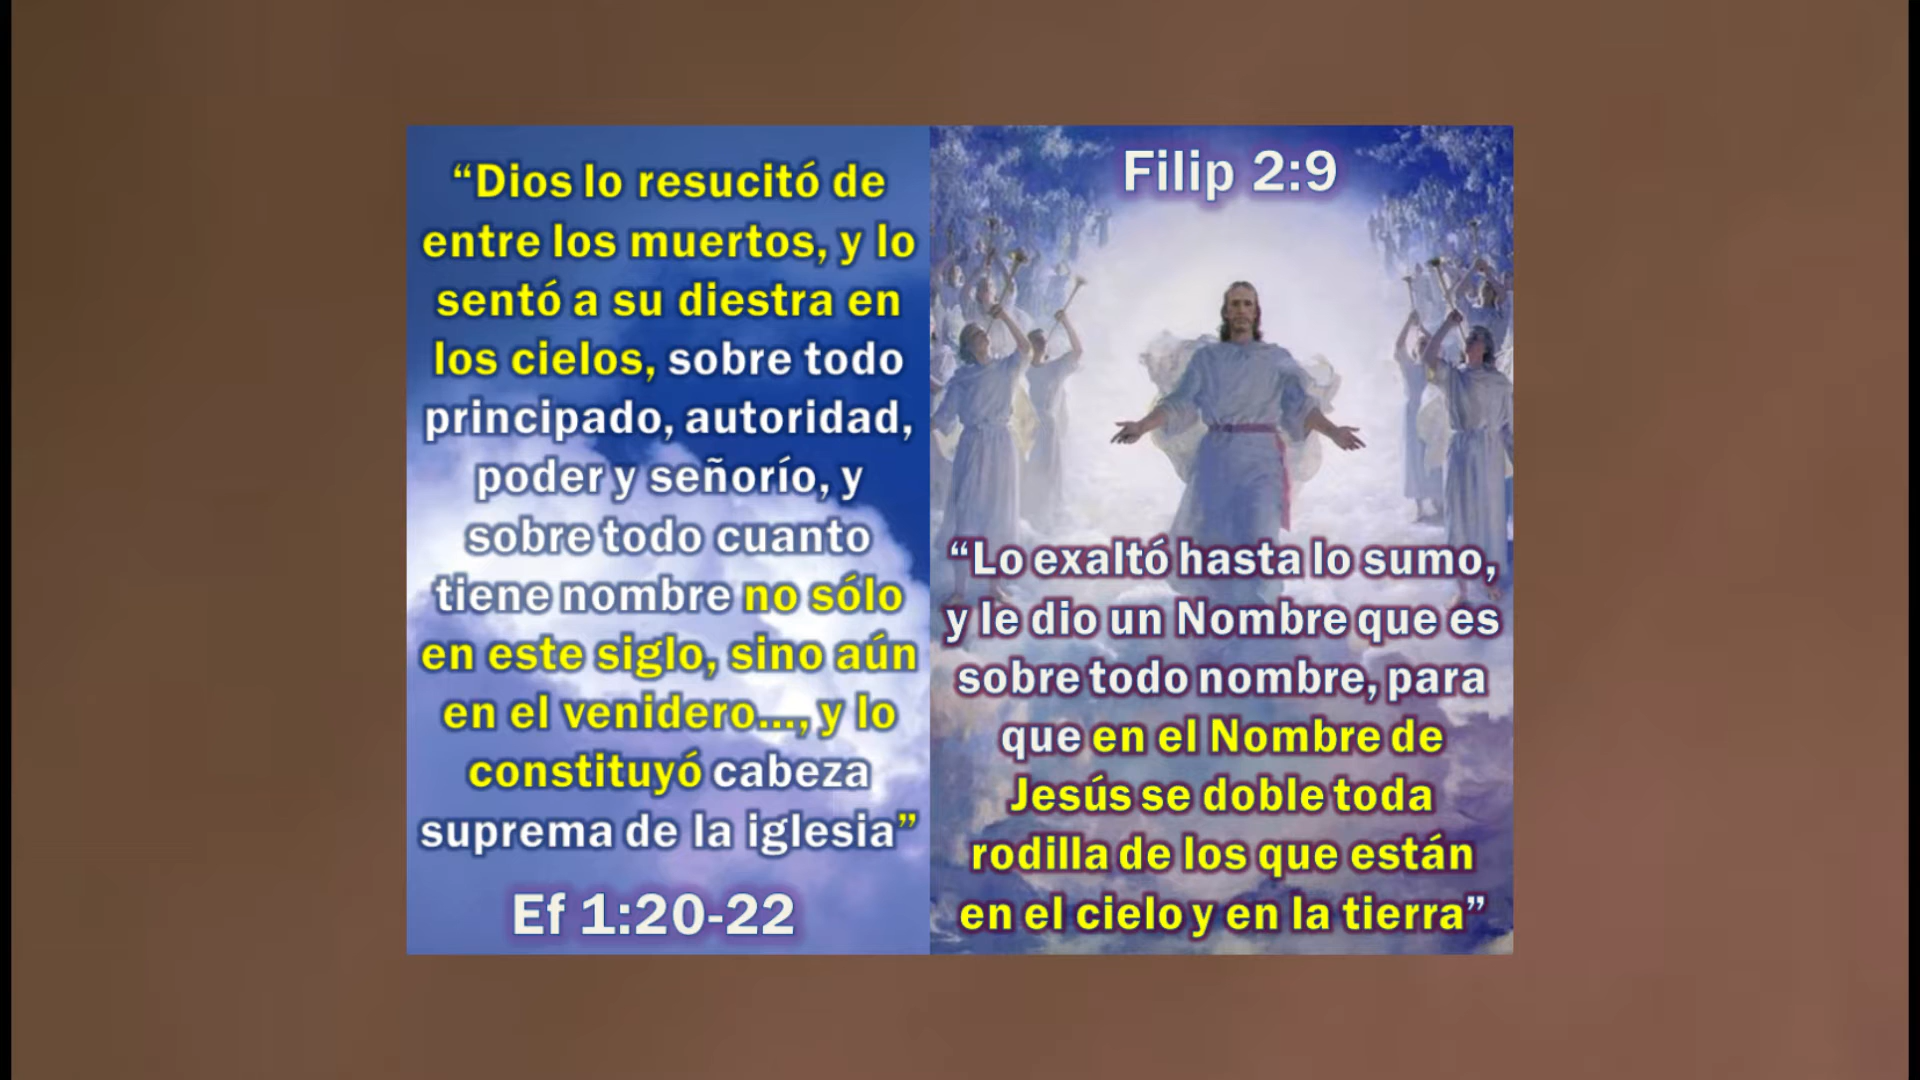 “Dios lo resucitó de
entre los muertos, y lo
sentó a su diestra en
los cielos, sobre todo
principado, autoridad,
poder y señorío, y
sobre todo cuanto
tiene nombre no sólo
en este siglo, sino aún
en el venidero..., y lo
constituyó cabeza
suprema de la iglesia”
Ef 1:20-22
Filip 2:9
“Lo exaltó hasta lo sumo,
y le dio un Nombre que es
sobre todo nombre, para
que en el Nombre de
Jesús se doble toda
rodilla de los que están
en el cielo y en la tierra”